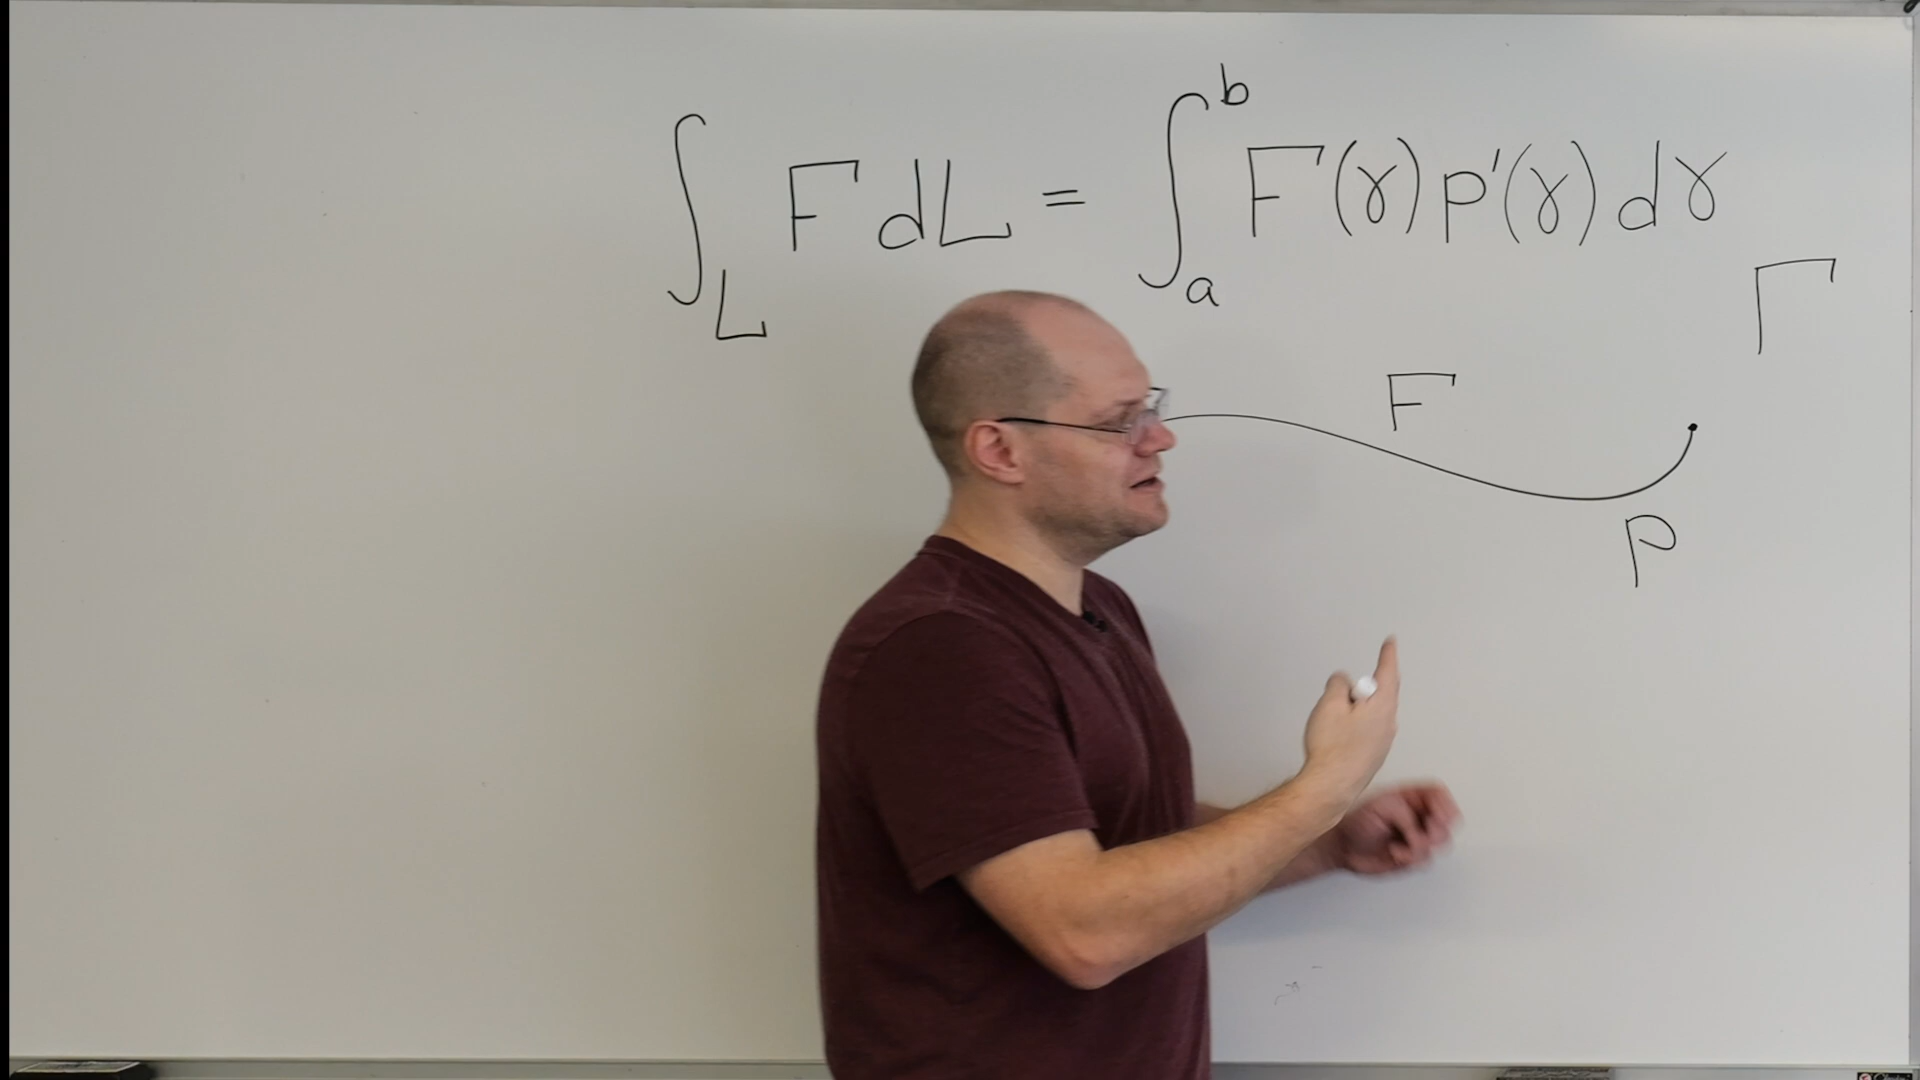 ∫_L F dL = ∫_a^b F(γ) p'(γ) dγ
Γ
F
p